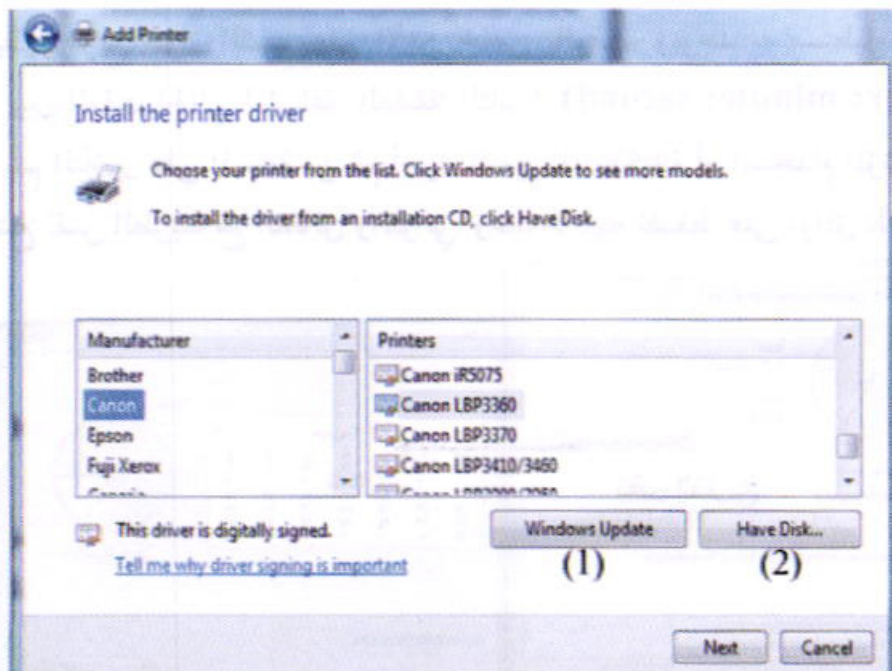 Add Printer
Install the printer driver
Choose your printer from the list. Click Windows Update to see more models.
To install the driver from an installation CD, click Have Disk.
Manufacturer
Brother
Canon
Epson
Fuji Xerox
Printers
Canon iR5075
Canon LBP3360
Canon LBP3370
Canon LBP3410/3460
This driver is digitally signed.
Tell me why driver signing is important
Windows Update
Have Disk...
(1)
(2)
Next
Cancel